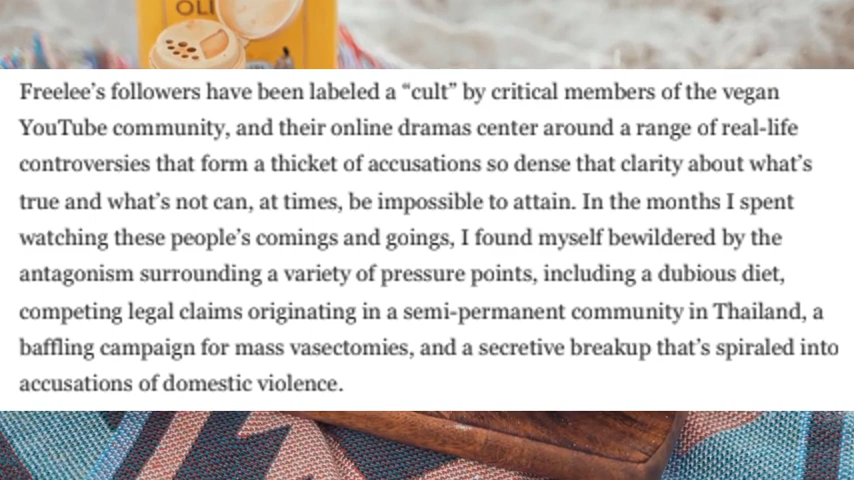 OLI
Freelee’s followers have been labeled a “cult” by critical members of the vegan
YouTube community, and their online dramas center around a range of real-life
controversies that form a thicket of accusations so dense that clarity about what’s
true and what’s not can, at times, be impossible to attain. In the months I spent
watching these people’s comings and goings, I found myself bewildered by the
antagonism surrounding a variety of pressure points, including a dubious diet,
competing legal claims originating in a semi-permanent community in Thailand, a
baffling campaign for mass vasectomies, and a secretive breakup that’s spiraled into
accusations of domestic violence.